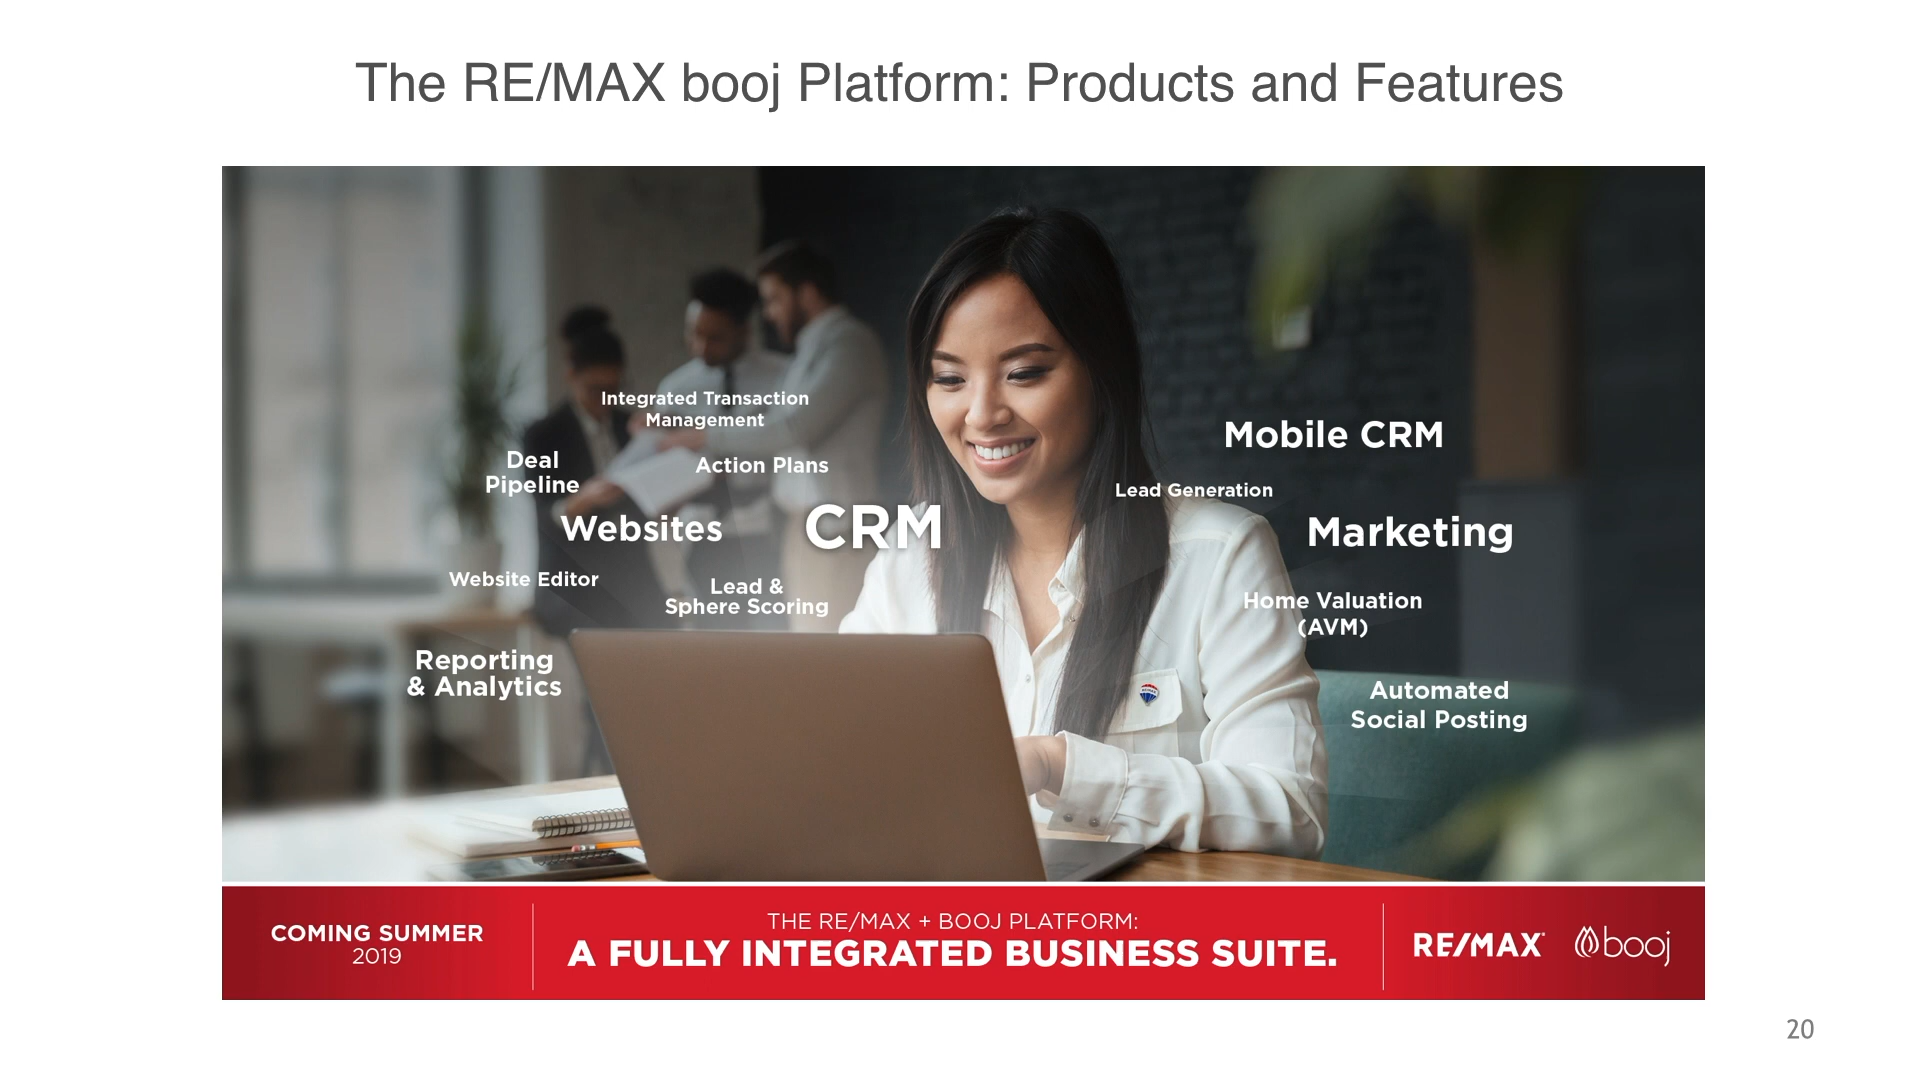 The RE/MAX booj Platform: Products and Features
Integrated Transaction
Management
Deal
Pipeline
Action Plans
Websites
CRM
Website Editor
Lead &
Sphere Scoring
Reporting
& Analytics
Mobile CRM
Lead Generation
Marketing
Home Valuation
(AVM)
Automated
Social Posting
COMING SUMMER
2019
THE RE/MAX + BOOJ PLATFORM:
A FULLY INTEGRATED BUSINESS SUITE.
RE/MAX®
booj
20